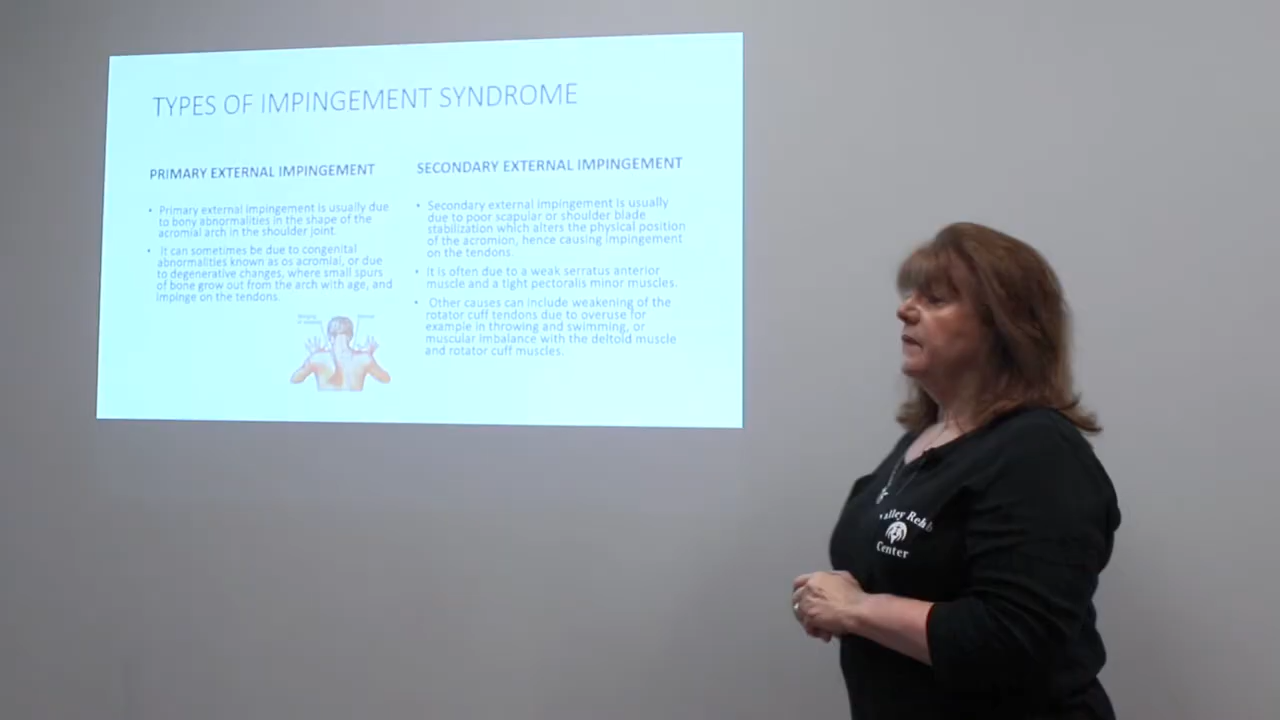 TYPES OF IMPINGEMENT SYNDROME
PRIMARY EXTERNAL IMPINGEMENT
• Primary external impingement is usually due
to bony abnormalities in the shape of the
acromial arch in the shoulder joint.
• It can sometimes be due to congenital
abnormalities known as os acromial, or due
to degenerative changes, where small spurs
of bone grow out from the arch with age, and
impinge on the tendons.
SECONDARY EXTERNAL IMPINGEMENT
• Secondary external impingement is usually
due to poor scapular or shoulder blade
stabilization which alters the physical position
of the acromion, hence causing impingement
on the tendons.
• It is often due to a weak serratus anterior
muscle and a tight pectoralis minor muscles.
• Other causes can include weakening of the
rotator cuff tendons due to overuse for
example in throwing and swimming, or
muscular imbalance with the deltoid muscle
and rotator cuff muscles.
alley Rehab
Center